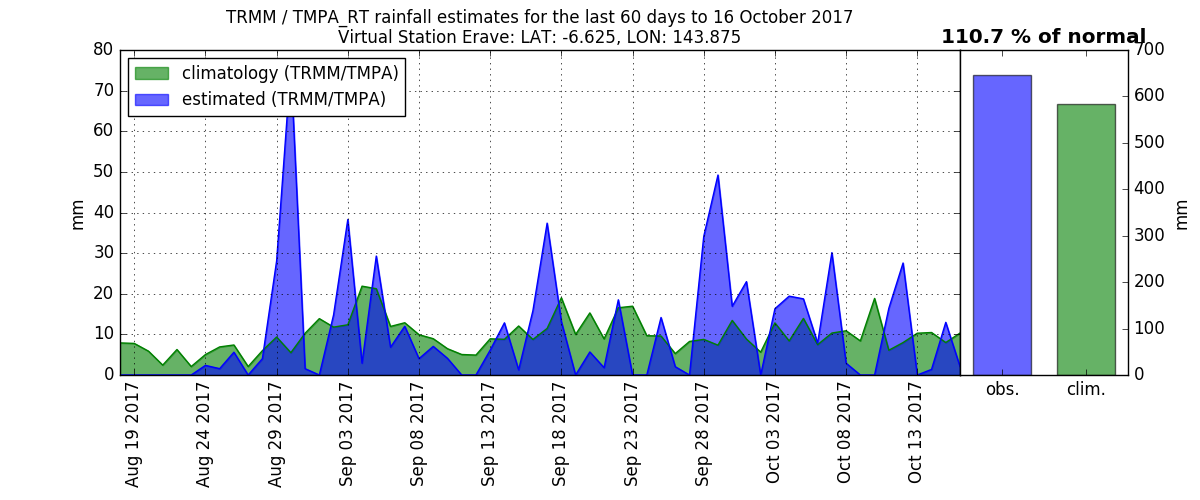 TRMM / TMPA_RT rainfall estimates for the last 60 days to 16 October 2017
Virtual Station Erave: LAT: -6.625, LON: 143.875
110.7 % of normal
climatology (TRMM/TMPA)
estimated (TRMM/TMPA)
mm
80
70
60
50
40
30
20
10
0
Aug 19 2017
Aug 24 2017
Aug 29 2017
Sep 03 2017
Sep 08 2017
Sep 13 2017
Sep 18 2017
Sep 23 2017
Sep 28 2017
Oct 03 2017
Oct 08 2017
Oct 13 2017
700
600
500
400
300
200
100
0
mm
obs.
clim.